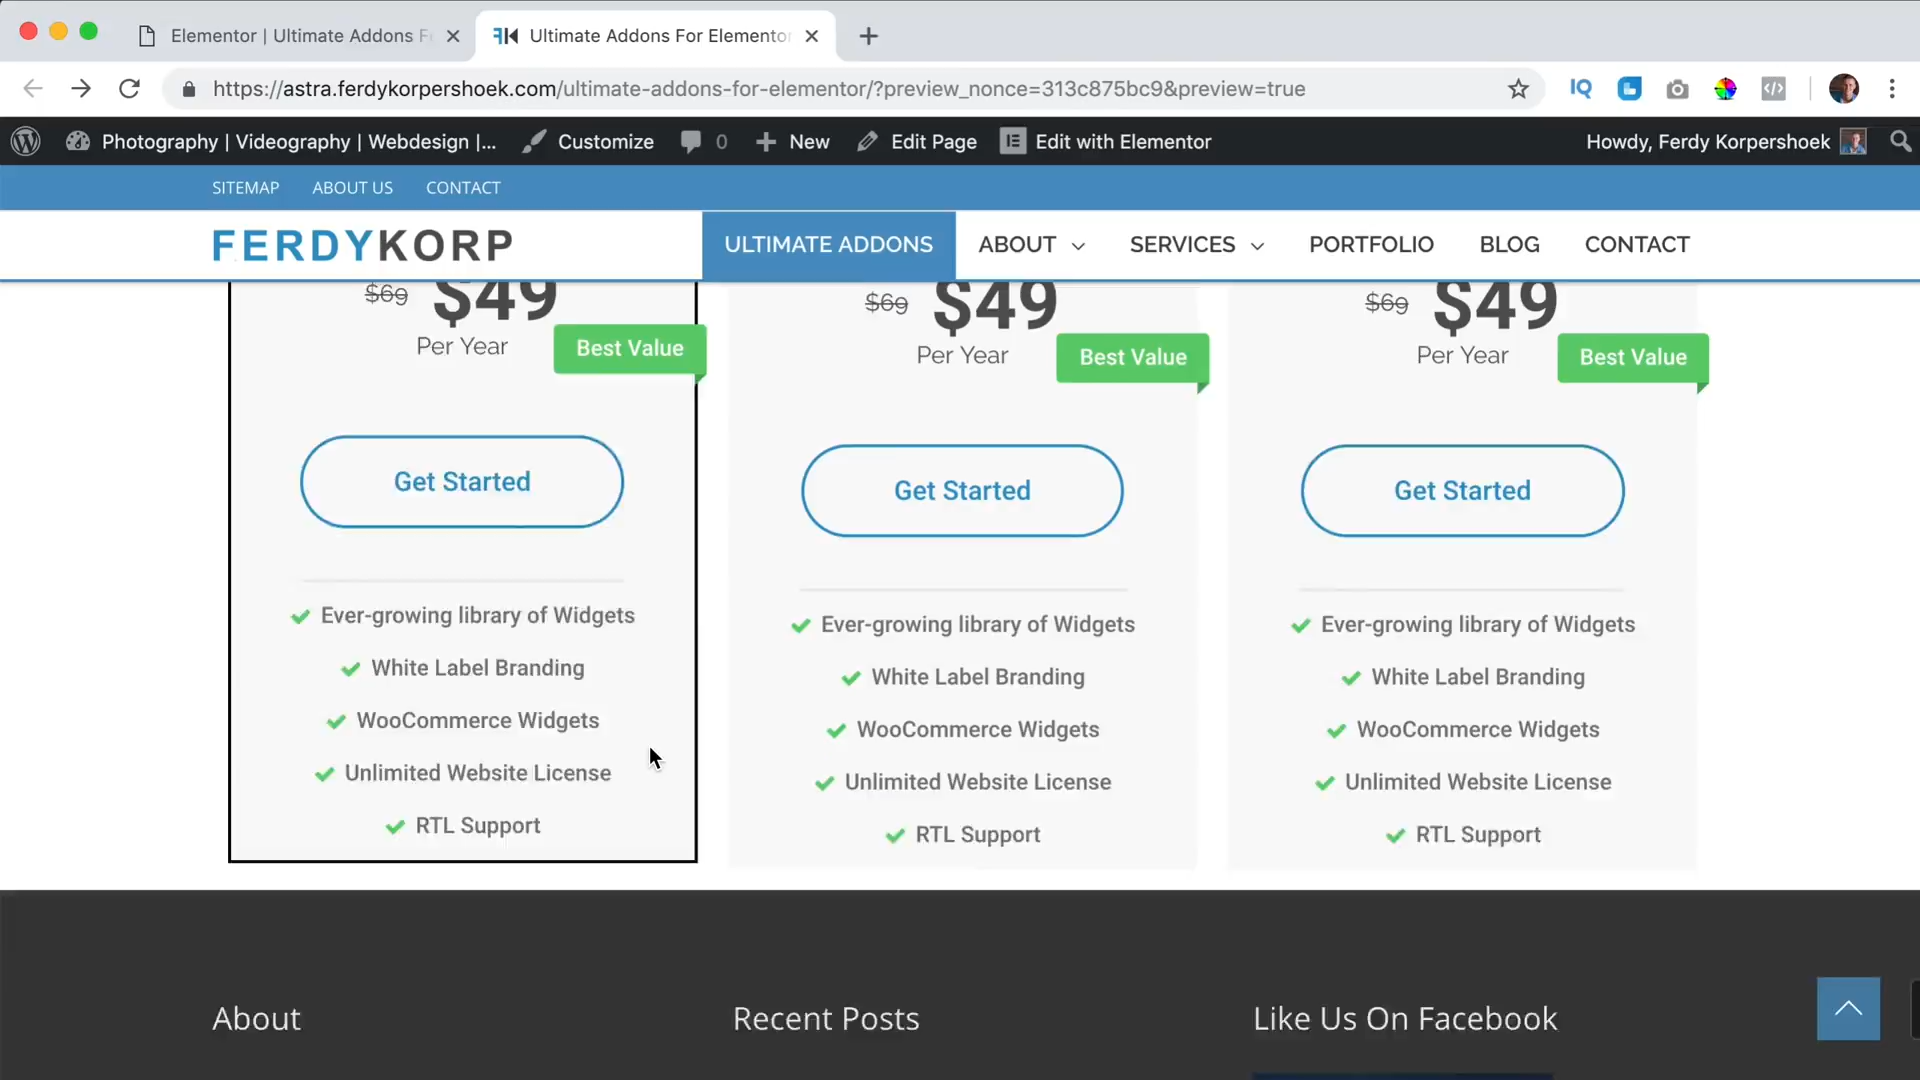 Elementor | Ultimate Addons F
Ultimate Addons For Elemento
https://astra.ferdykorpershoek.com/ultimate-addons-for-elementor/?preview_nonce=313c875bc9&preview=true
IQ
Photography | Videography | Webdesign |...
Customize
0
New
Edit Page
Edit with Elementor
Howdy, Ferdy Korpershoek
SITEMAP
ABOUT US
CONTACT
FERDYKORP
ULTIMATE ADDONS
ABOUT
SERVICES
PORTFOLIO
BLOG
CONTACT
$69 $49
Per Year
Best Value
Get Started
Ever-growing library of Widgets
White Label Branding
WooCommerce Widgets
Unlimited Website License
RTL Support
$69 $49
Per Year
Best Value
Get Started
Ever-growing library of Widgets
White Label Branding
WooCommerce Widgets
Unlimited Website License
RTL Support
$69 $49
Per Year
Best Value
Get Started
Ever-growing library of Widgets
White Label Branding
WooCommerce Widgets
Unlimited Website License
RTL Support
About
Recent Posts
Like Us On Facebook